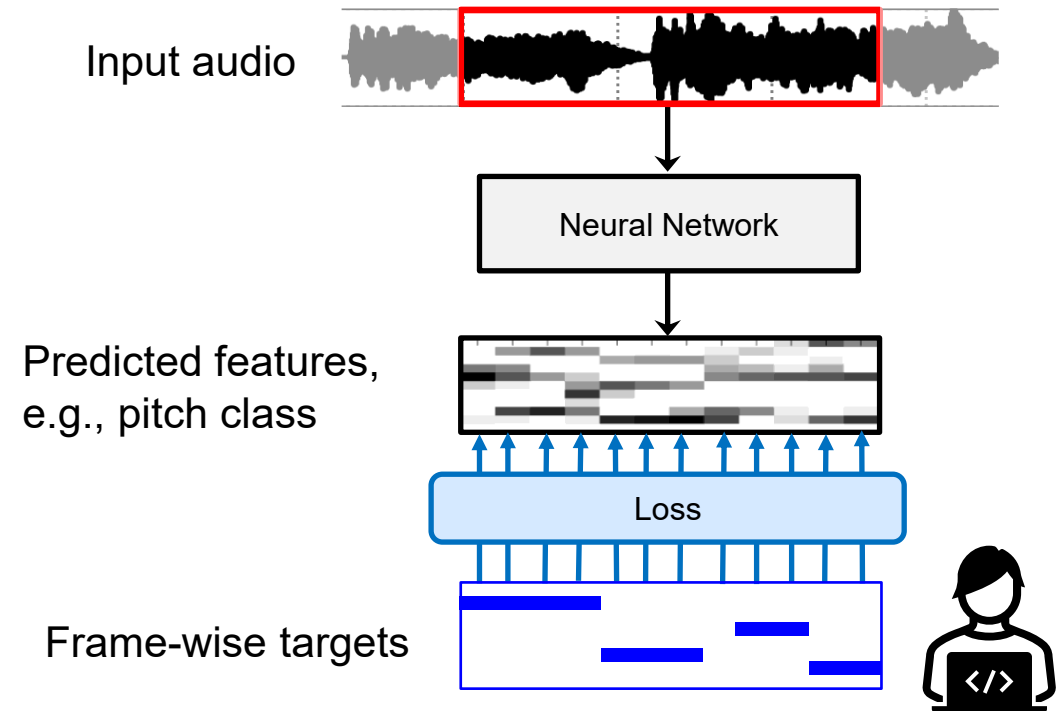 Input audio
Neural Network
Predicted features,
e.g., pitch class
Loss
Frame-wise targets
</>